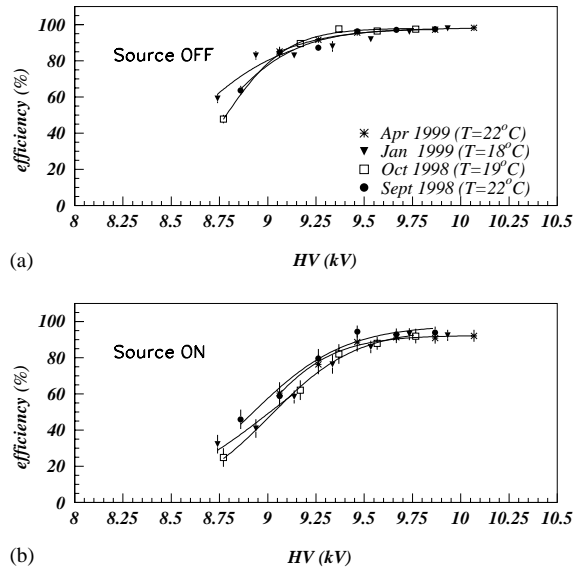 efficiency (%)
100
80
60
40
20
0
Source OFF
Apr 1999 (T=22°C)
Jan 1999 (T=18°C)
Oct 1998 (T=19°C)
Sept 1998 (T=22°C)
8 8.25 8.5 8.75 9 9.25 9.5 9.75 10 10.25 10.5
(a)
HV (kV)
efficiency (%)
100
80
60
40
20
0
Source ON
8 8.25 8.5 8.75 9 9.25 9.5 9.75 10 10.25 10.5
(b)
HV (kV)